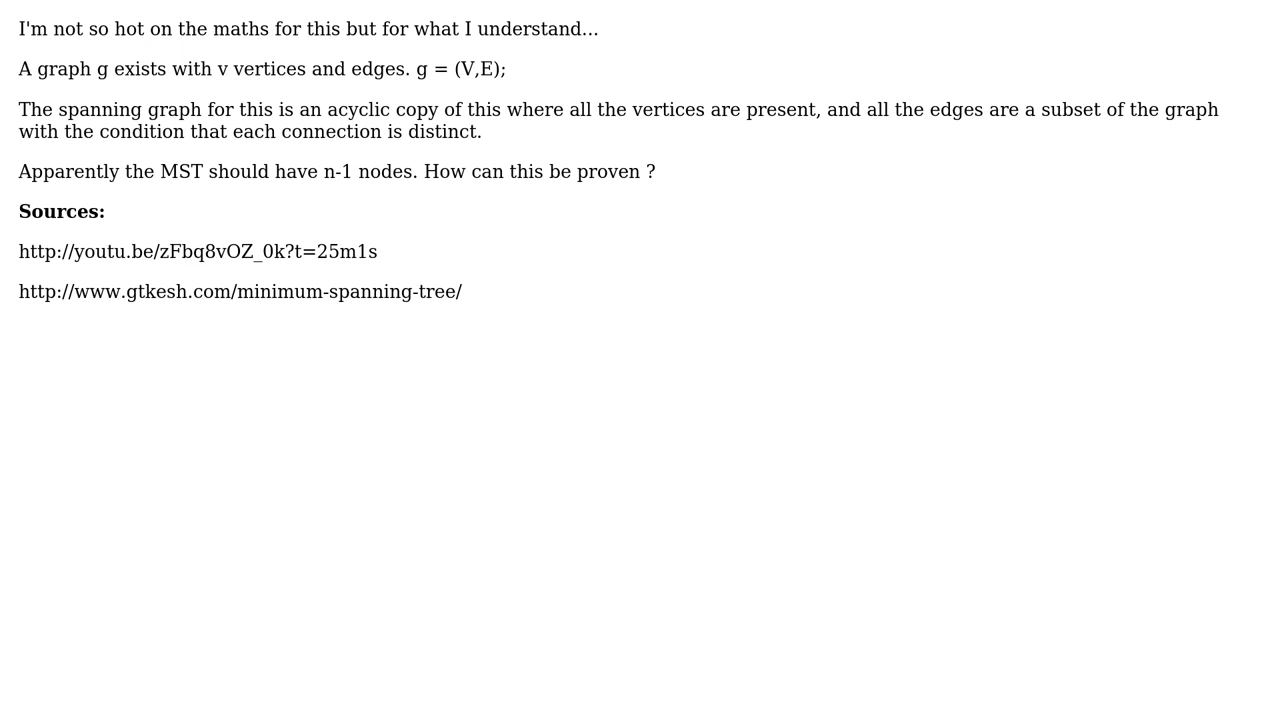 I'm not so hot on the maths for this but for what I understand...
A graph g exists with v vertices and edges. g = (V,E);
The spanning graph for this is an acyclic copy of this where all the vertices are present, and all the edges are a subset of the graph
with the condition that each connection is distinct.
Apparently the MST should have n-1 nodes. How can this be proven ?
Sources:
http://youtu.be/zFbq8vOZ_0k?t=25m1s
http://www.gtkesh.com/minimum-spanning-tree/